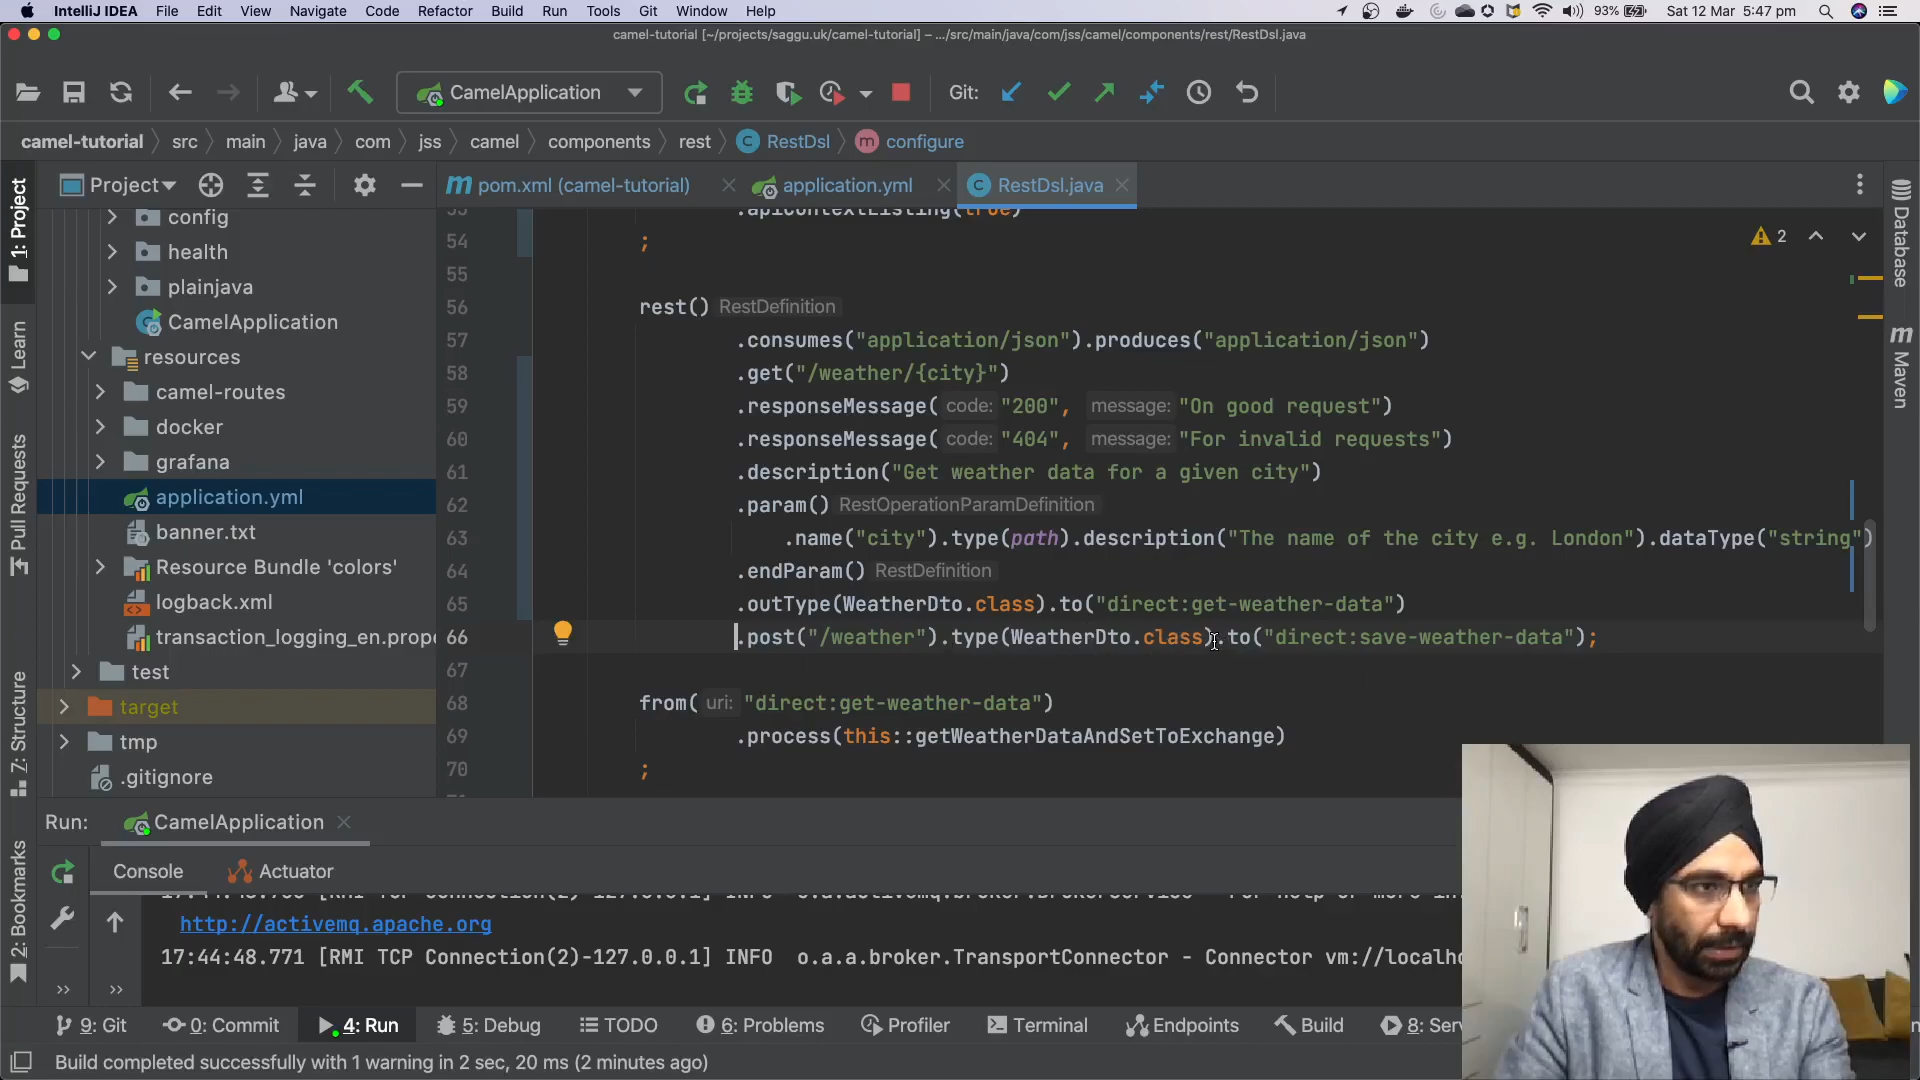 IntelliJ IDEA File Edit View Navigate Code Refactor Build Run Tools Git Window Help 93% Sat 12 Mar 5:47 pm
camel-tutorial [~/projects/saggu.uk/camel-tutorial] – .../src/main/java/com/jss/camel/components/rest/RestDsl.java
CamelApplication Git:
camel-tutorial src main java com jss camel components rest RestDsl configure
Project pom.xml (camel-tutorial) application.yml RestDsl.java
1: Project
Learn
Pull Requests
7: Structure
2: Bookmarks
Database
Maven
config
health
plainjava
CamelApplication
resources
camel-routes
docker
grafana
application.yml
banner.txt
Resource Bundle 'colors'
logback.xml
transaction_logging_en.prope
test
target
tmp
.gitignore
2
53 .apiContextListing(true)
54 ;
55
56 rest() RestDefinition
57 .consumes("application/json").produces("application/json")
58 .get("/weather/{city}")
59 .responseMessage( code: "200", message: "On good request")
60 .responseMessage( code: "404", message: "For invalid requests")
61 .description("Get weather data for a given city")
62 .param() RestOperationParamDefinition
63 .name("city").type(path).description("The name of the city e.g. London").dataType("string")
64 .endParam() RestDefinition
65 .outType(WeatherDto.class).to("direct:get-weather-data")
66 .post("/weather").type(WeatherDto.class).to("direct:save-weather-data");
67
68 from( uri: "direct:get-weather-data")
69 .process(this::getWeatherDataAndSetToExchange)
70 ;
Run: CamelApplication
Console Actuator
http://activemq.apache.org
17:44:48.771 [RMI TCP Connection(2)-127.0.0.1] INFO o.a.a.broker.TransportConnector - Connector vm://localho
9: Git 0: Commit 4: Run 5: Debug TODO 6: Problems Profiler Terminal Endpoints Build 8: Serv
Build completed successfully with 1 warning in 2 sec, 20 ms (2 minutes ago)